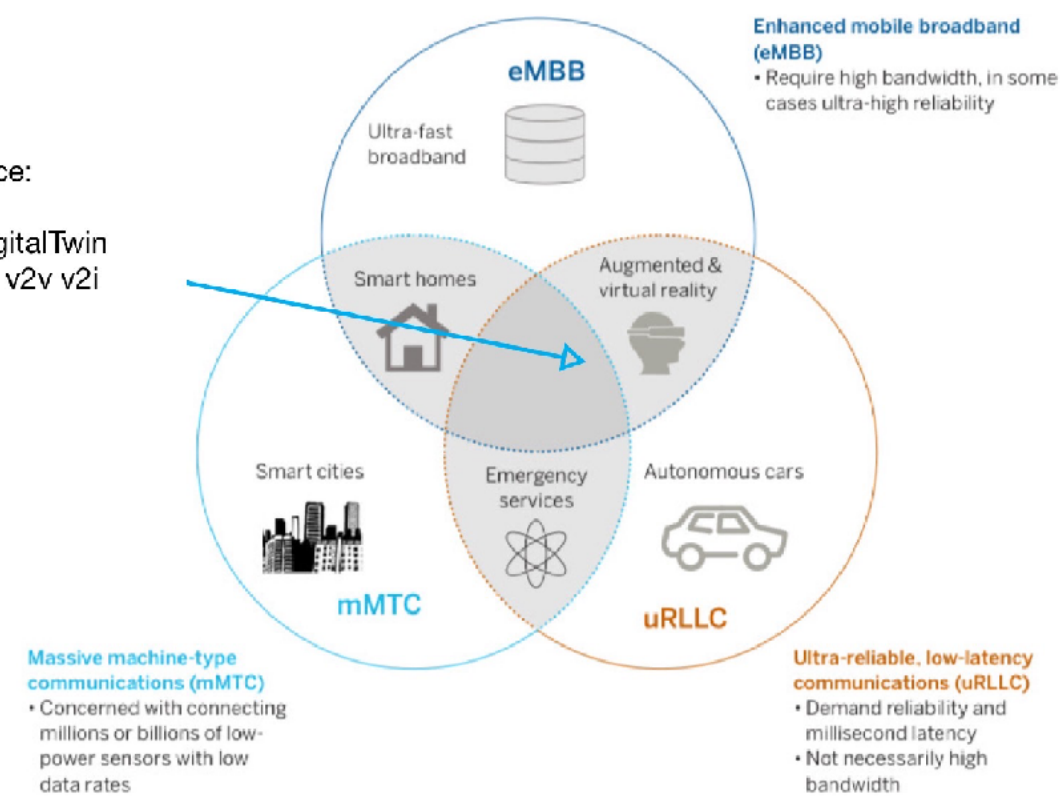 Enhanced mobile broadband
(eMBB)
• Require high bandwidth, in some
cases ultra-high reliability
eMBB
Ultra-fast
broadband
v2v v2i
Smart homes
Augmented &
virtual reality
Smart cities
Emergency
services
Autonomous cars
mMTC
uRLLC
Massive machine-type
communications (mMTC)
• Concerned with connecting
millions or billions of low-
power sensors with low
data rates
Ultra-reliable, low-latency
communications (uRLLC)
• Demand reliability and
millisecond latency
• Not necessarily high
bandwidth